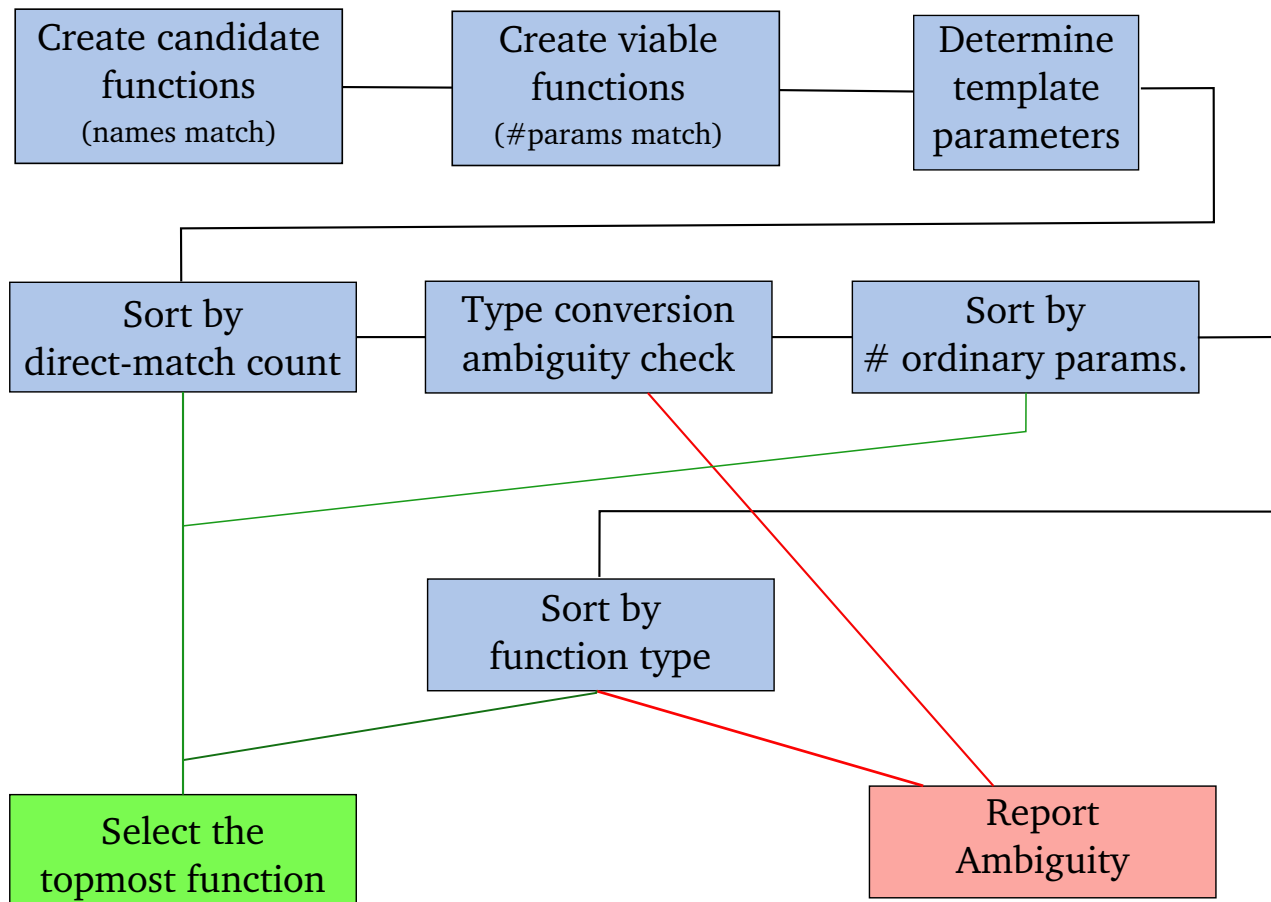 Create candidate
functions
(names match)
Create viable
functions
(#params match)
Determine
template
parameters
Sort by
direct-match count
Type conversion
ambiguity check
Sort by
# ordinary params.
Sort by
function type
Select the
topmost function
Report
Ambiguity